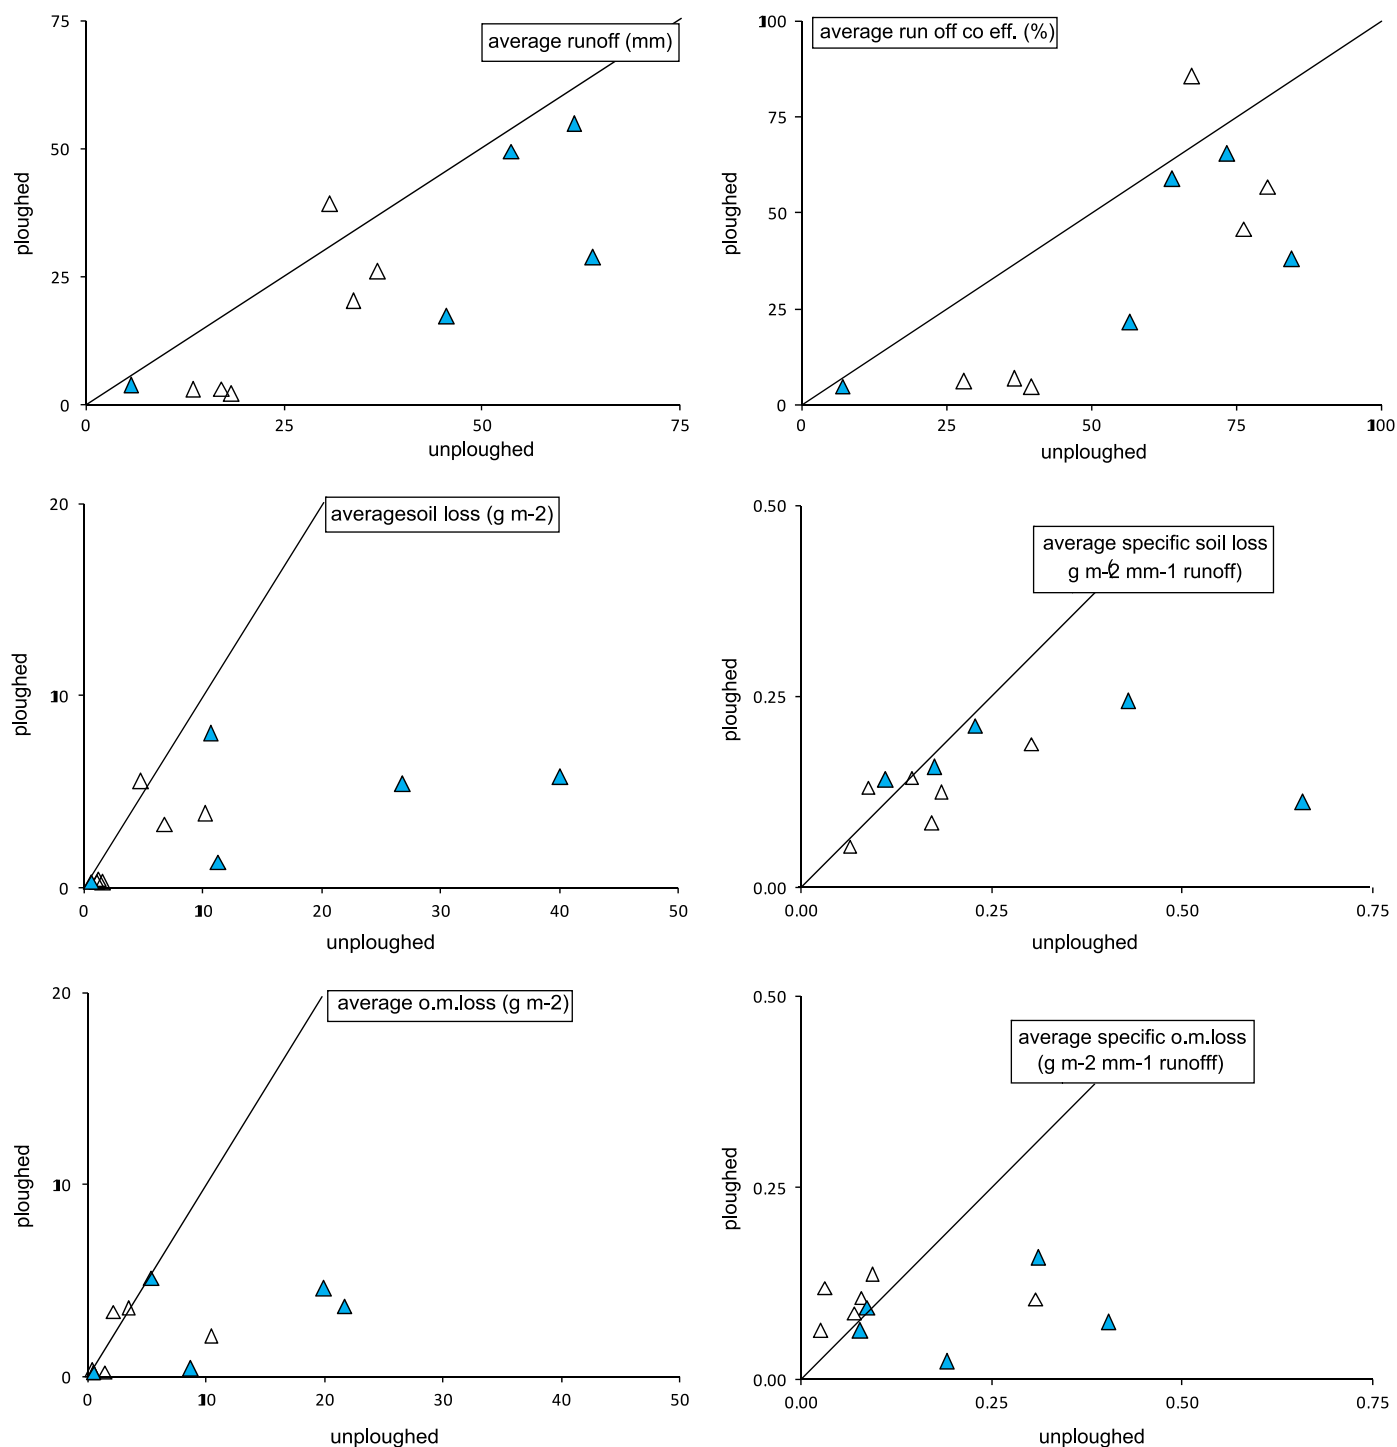 75
average runoff (mm)
50
ploughed
25
0
0 25 50 75
unploughed
100
average run off co eff. (%)
75
ploughed
50
25
0
0 25 50 75 100
unploughed
20
averagesoil loss (g m-2)
ploughed
10
0
0 10 20 30 40 50
unploughed
0.50
average specific soil loss
(g m-2 mm-1 runoff)
ploughed
0.25
0.00
0.00 0.25 0.50 0.75
unploughed
20
average o.m.loss (g m-2)
ploughed
10
0
0 10 20 30 40 50
unploughed
0.50
average specific o.m.loss
(g m-2 mm-1 runofff)
ploughed
0.25
0.00
0.00 0.25 0.50 0.75
unploughed